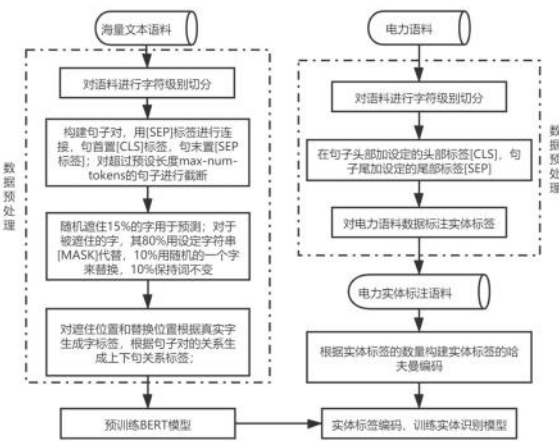 海量文本语料
对语料进行字符级别切分
构建句子对，用[SEP]标签进行连
接，句首置[CLS]标签，句末置[SEP
标签]；对超过预设长度max-num-
tokens的句子进行截断
随机遮住15%的字用于预测；对于
被遮住的字，其80%用设定字符串
[MASK]代替，10%用随机的一个字
来替换，10%保持词不变
对遮住位置和替换位置根据真实字
生成字标签，根据句子对的关系生
成上下句关系标签；
预训练BERT模型
数据预处理
电力语料
对语料进行字符级别切分
在句子头部加设定的头部标签[CLS]，句
子尾加设定的尾部标签[SEP]
对电力语料数据标注实体标签
电力实体标注语料
根据实体标签的数量构建实体标签的哈
夫曼编码
实体标签编码、训练实体识别模型
数据预处理